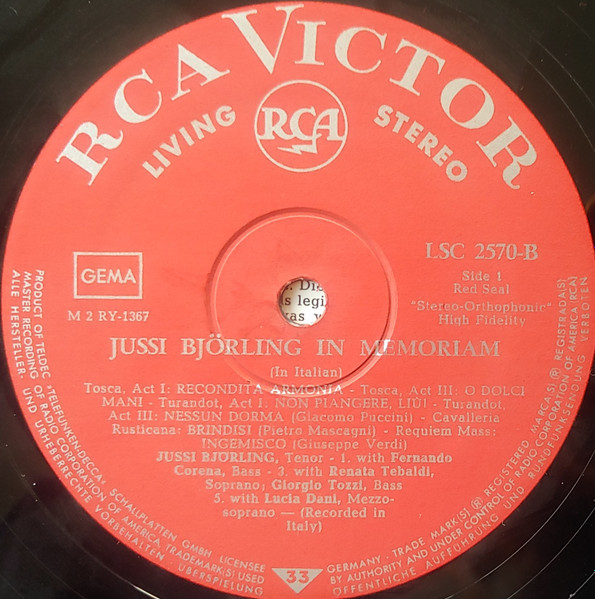 RCA VICTOR
LIVING STEREO
RCA
LSC 2570-B
GEMA
Side 1
Red Seal
M 2 RY-1367
"Stereo-Orthophonic"
High Fidelity
JUSSI BJÖRLING IN MEMORIAM
(In Italian)
Tosca, Act I: RECONDITA ARMONIA - Tosca, Act III: O DOLCI
MANI - Turandot, Act I: NON PIANGERE, LIÙ! - Turandot,
Act III: NESSUN DORMA (Giacomo Puccini) - Cavalleria
Rusticana: BRINDISI (Pietro Mascagni) - Requiem Mass:
INGEMISCO (Giuseppe Verdi)
JUSSI BJÖRLING, Tenor - 1. with Fernando
Corena, Bass - 3. with Renata Tebaldi,
Soprano; Giorgio Tozzi, Bass
5. with Lucia Dani, Mezzo-
soprano — (Recorded in
Italy)
33
PRODUCT OF TELDEC »TELEFUNKEN-DECCA« SCHALLPLATTEN GMBH LICENSEE
MASTER RECORDING OF RADIO CORPORATION OF AMERICA TRADEMARK(S) USED
ALLE HERSTELLER- UND URHEBERRECHTE VORBEHALTEN · ÜBERSPIELUNG
GERMANY · TRADE MARK(S) ® REGISTERED MARCA(S) ® REGISTRADA(S)
BY AUTHORITY AND UNDER CONTROL OF RADIO CORPORATION OF AMERICA (RCA)
ÖFFENTLICHE AUFFÜHRUNG UND RUNDFUNKSENDUNG VERBOTEN